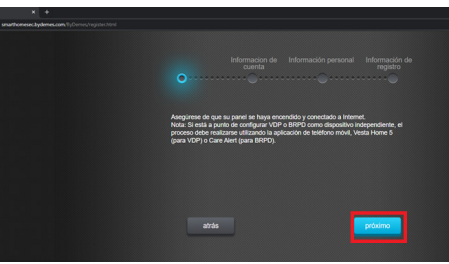 smarthomesec.bydemes.com/ByDemes/register.html
Informacion de cuenta
Información personal
Información de registro
Asegúrese de que su panel se haya encendido y conectado a Internet.
Nota: Si está a punto de configurar VDP o BRPD como dispositivo independiente, el
proceso debe realizarse utilizando la aplicación de teléfono móvil, Vesta Home 5
(para VDP) o Care Alert (para BRPD).
atrás
próximo